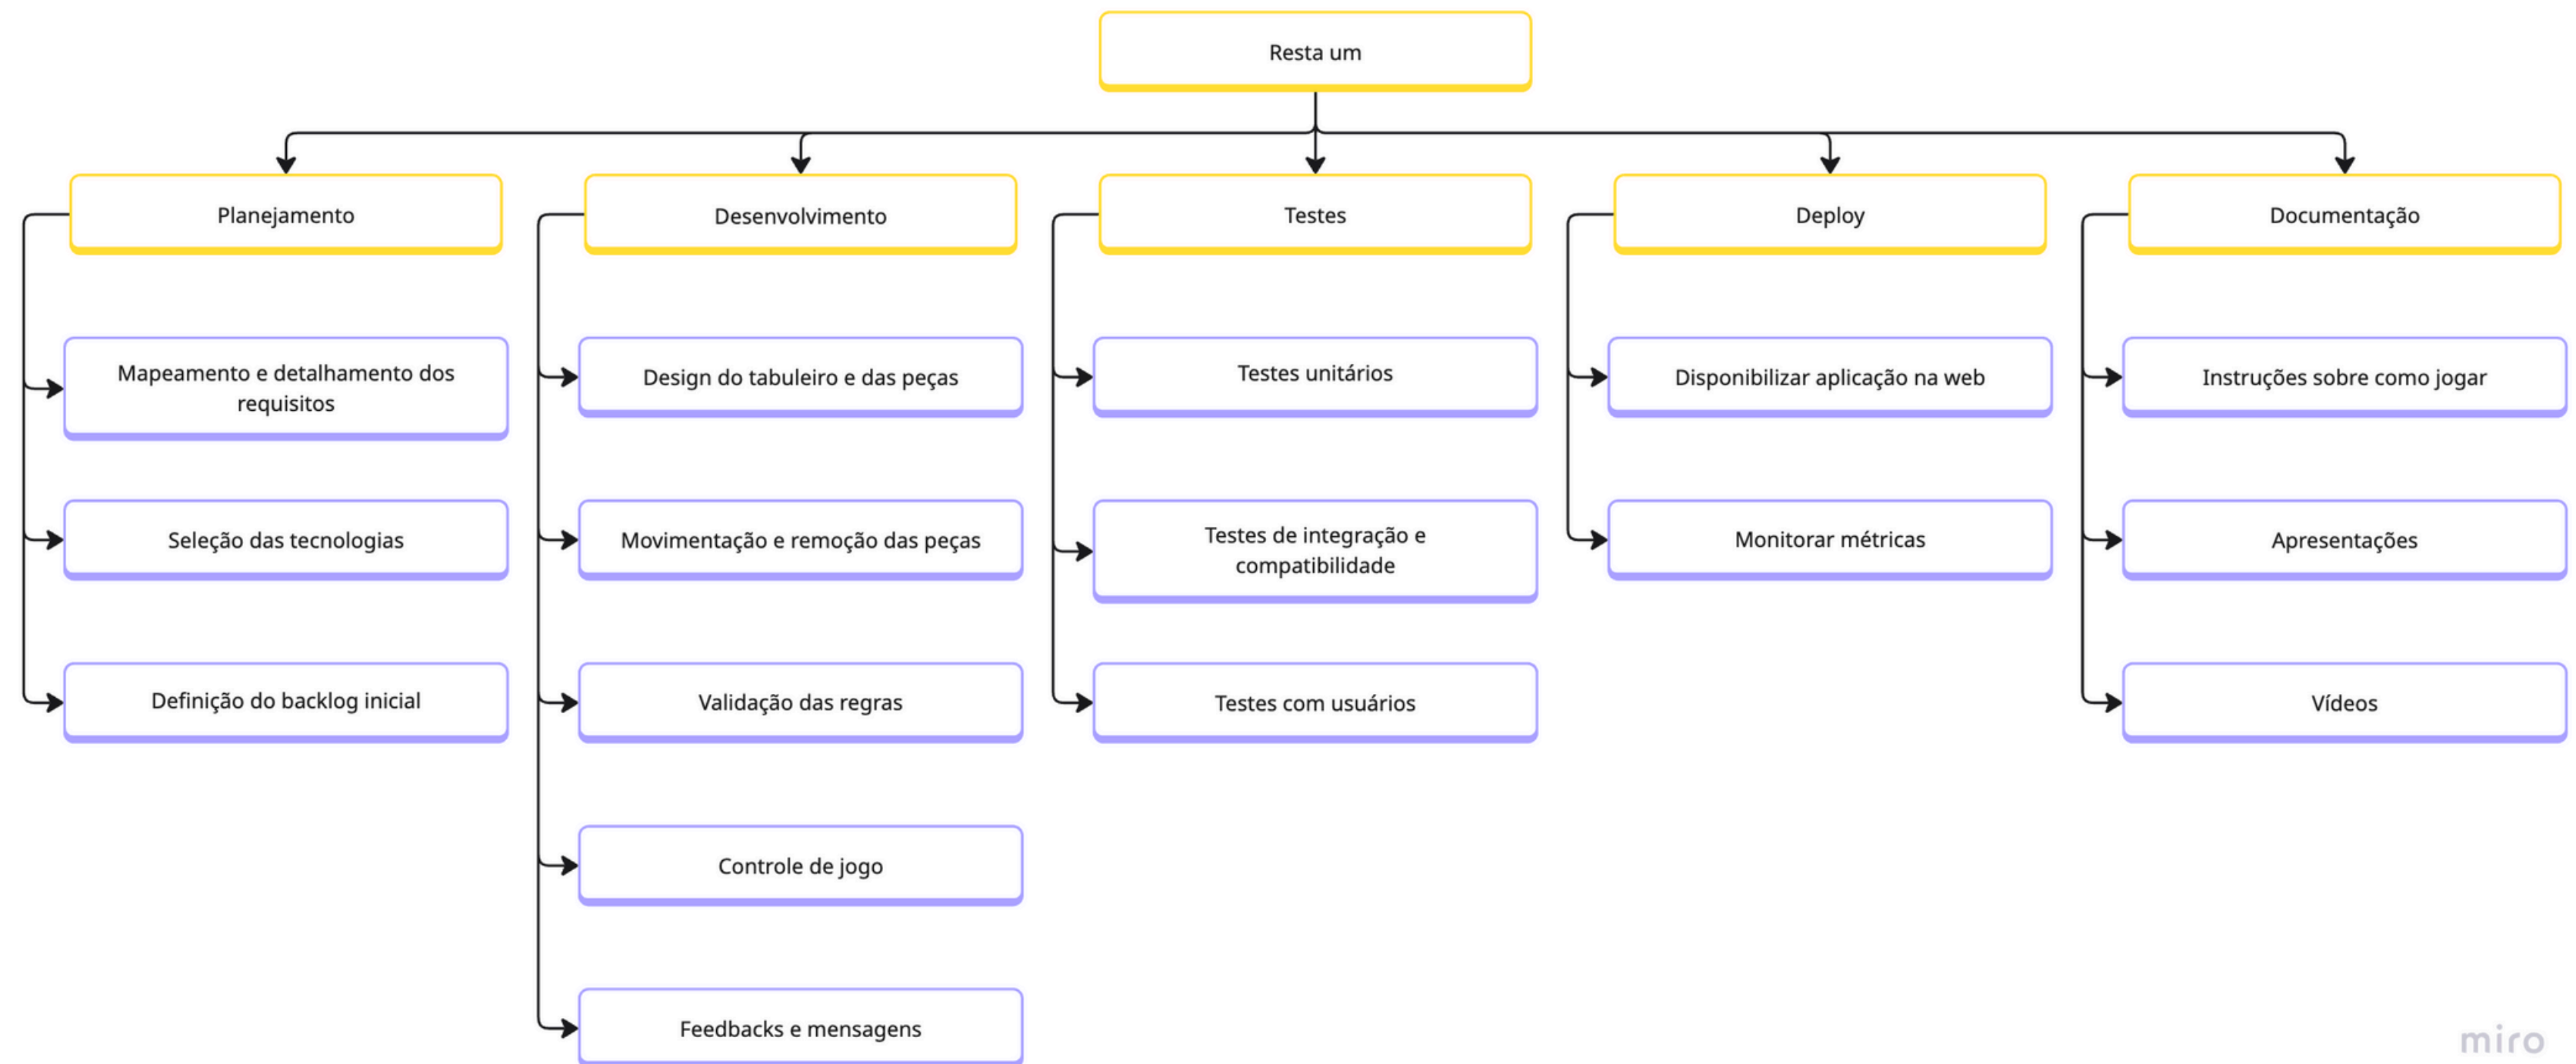 Resta um
Planejamento
Mapeamento e detalhamento dos
requisitos
Seleção das tecnologias
Definição do backlog inicial
Desenvolvimento
Design do tabuleiro e das peças
Movimentação e remoção das peças
Validação das regras
Controle de jogo
Feedbacks e mensagens
Testes
Testes unitários
Testes de integração e
compatibilidade
Testes com usuários
Deploy
Disponibilizar aplicação na web
Monitorar métricas
Documentação
Instruções sobre como jogar
Apresentações
Vídeos
miro